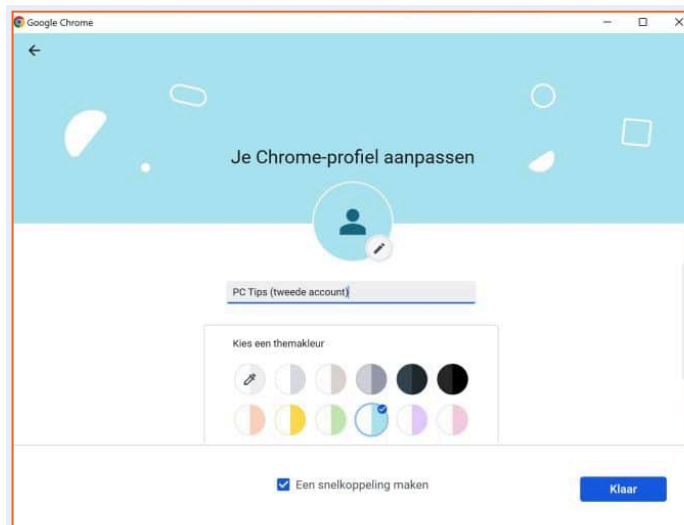 Google Chrome
Je Chrome-profiel aanpassen
PC Tips (tweede account)
Kies een themakleur
Een snelkoppeling maken
Klaar